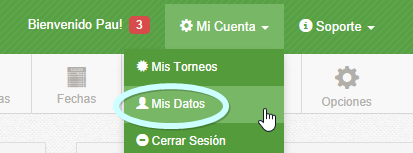 Bienvenido Pau! 3 Mi Cuenta Soporte
Mis Torneos
Fechas
Mis Datos
Opciones
Cerrar Sesión